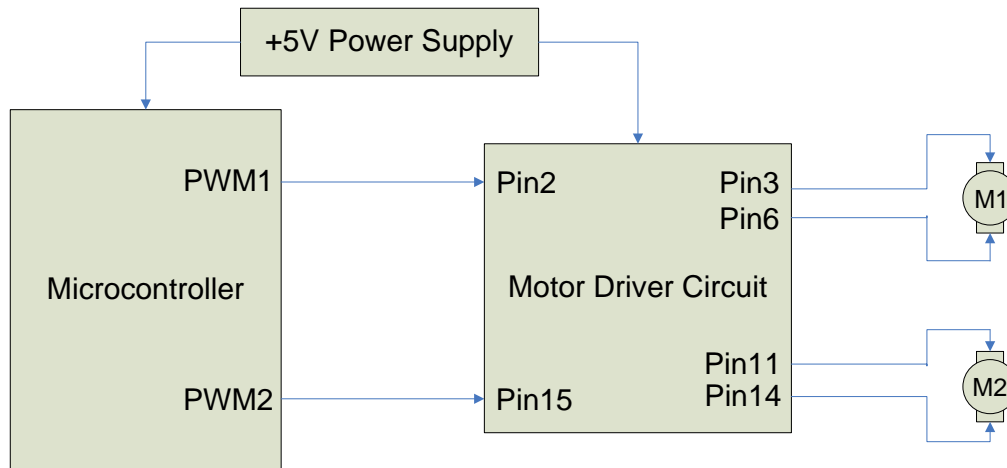 +5V Power Supply
PWM1
Pin2
Pin3
M1
Pin6
Microcontroller
Motor Driver Circuit
Pin11
M2
PWM2
Pin15
Pin14